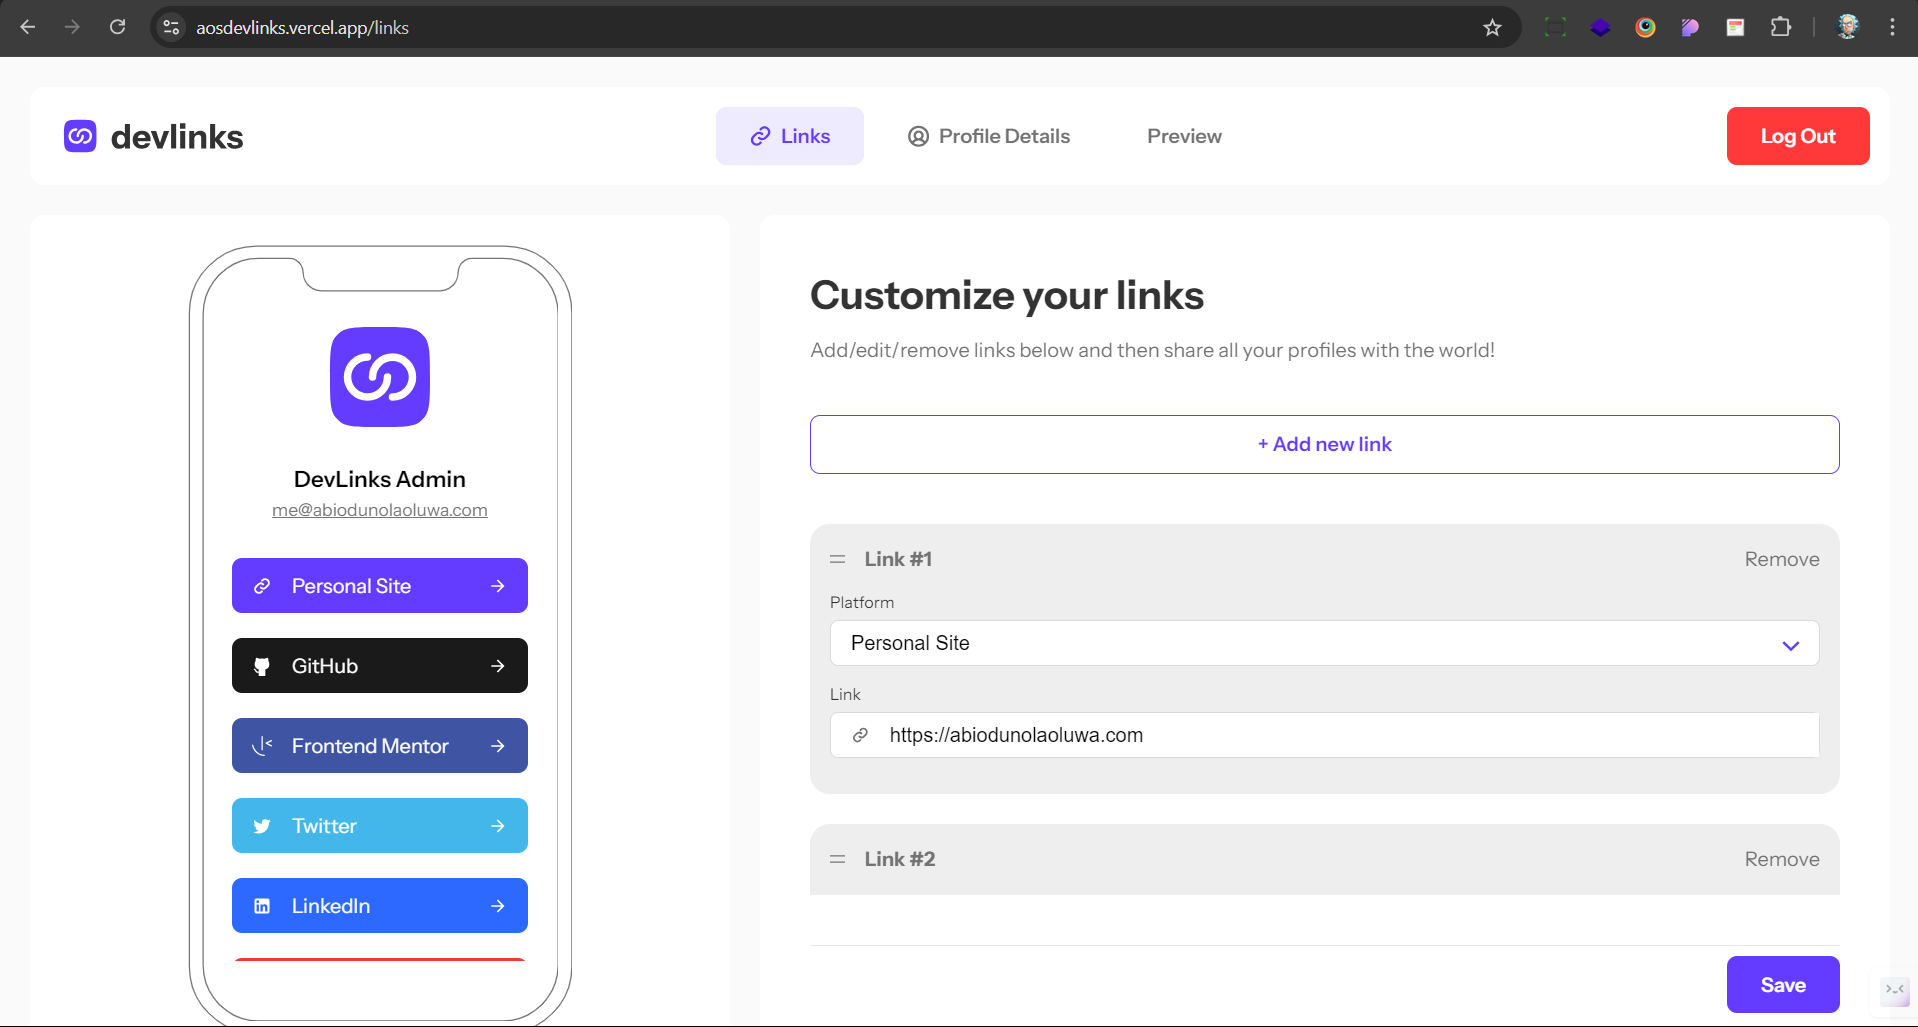 aosdevlinks.vercel.app/links
devlinks
Links
Profile Details
Preview
Log Out
DevLinks Admin
me@abiodunolaoluwa.com
Personal Site
GitHub
Frontend Mentor
Twitter
LinkedIn
Customize your links
Add/edit/remove links below and then share all your profiles with the world!
+ Add new link
Link #1
Remove
Platform
Personal Site
Link
https://abiodunolaoluwa.com
Link #2
Remove
Save